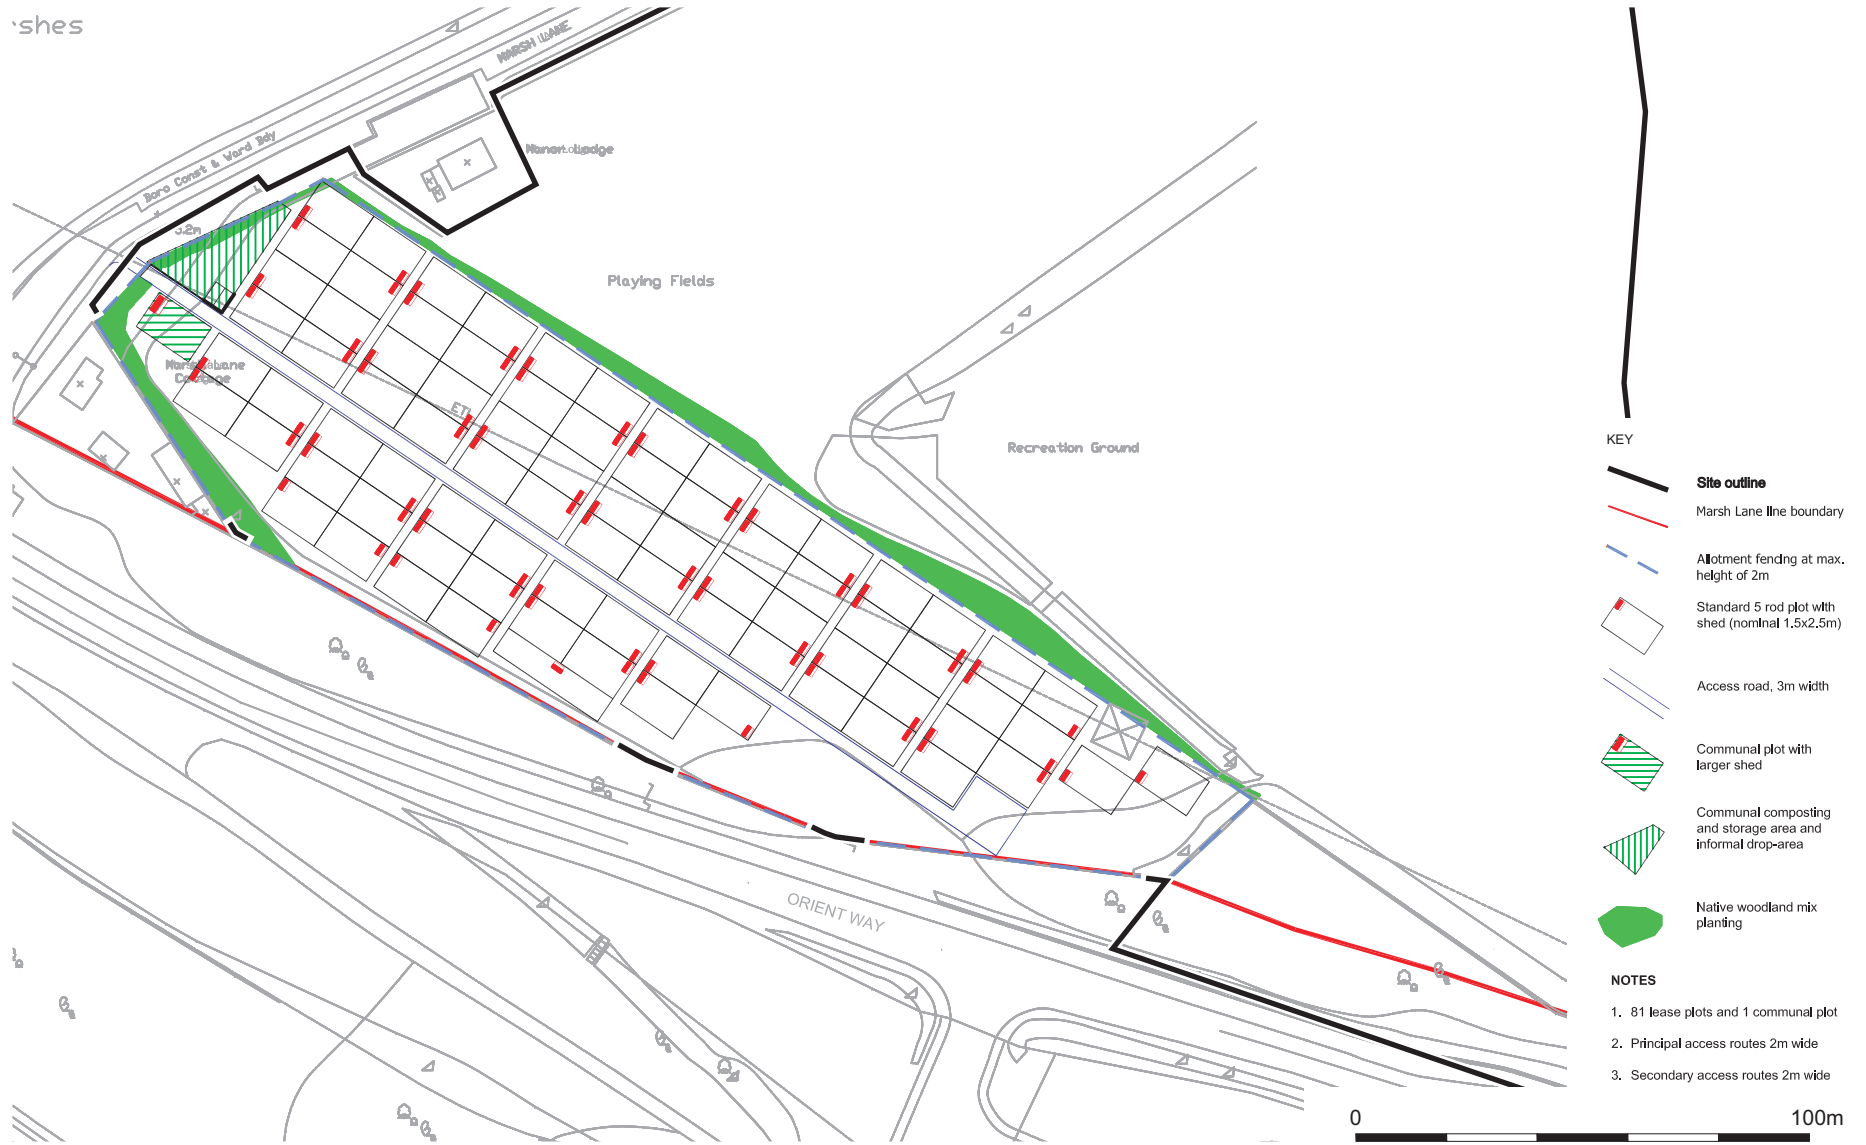 shes
MARSH LANE
Boro Const & Ward Bdy
Lodge
Playing Fields
Recreation Ground
ET
ORIENT WAY
KEY
Site outline
Marsh Lane line boundary
Allotment fencing at max.
height of 2m
Standard 5 rod plot with
shed (nominal 1.5x2.5m)
Access road, 3m width
Communal plot with
larger shed
Communal composting
and storage area and
informal drop-area
Native woodland mix
planting
NOTES
1. 81 lease plots and 1 communal plot
2. Principal access routes 2m wide
3. Secondary access routes 2m wide
0 100m